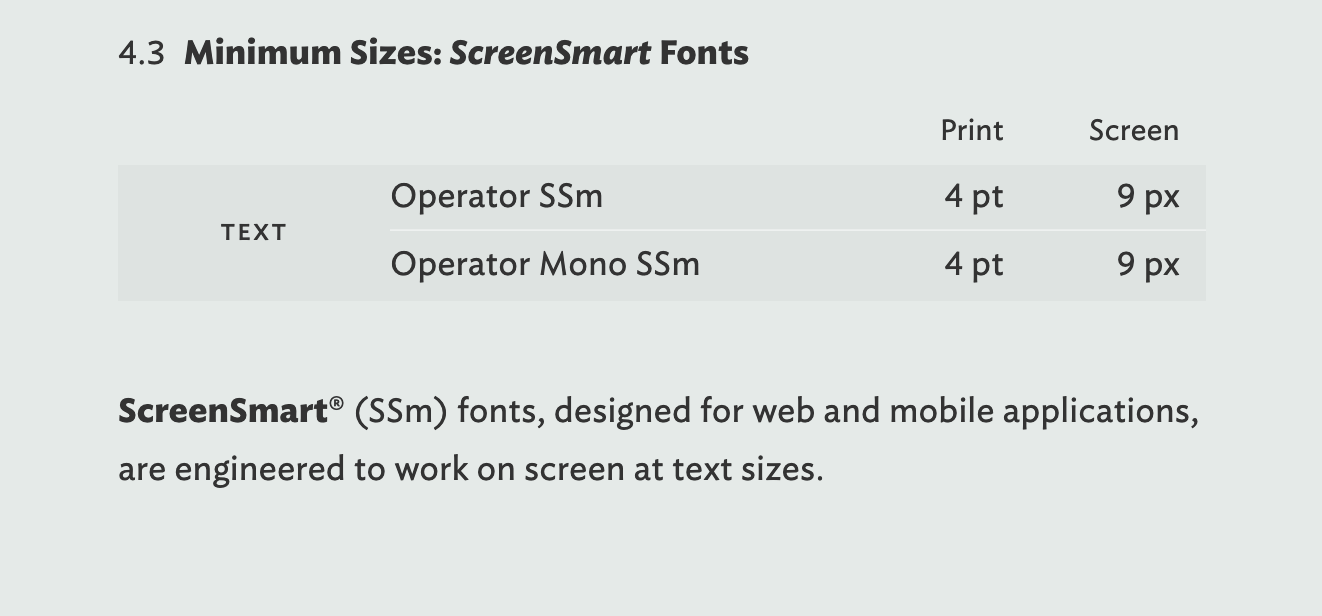 4.3 Minimum Sizes: ScreenSmart Fonts
Print Screen
TEXT
Operator SSm 4 pt 9 px
Operator Mono SSm 4 pt 9 px
ScreenSmart® (SSm) fonts, designed for web and mobile applications,
are engineered to work on screen at text sizes.